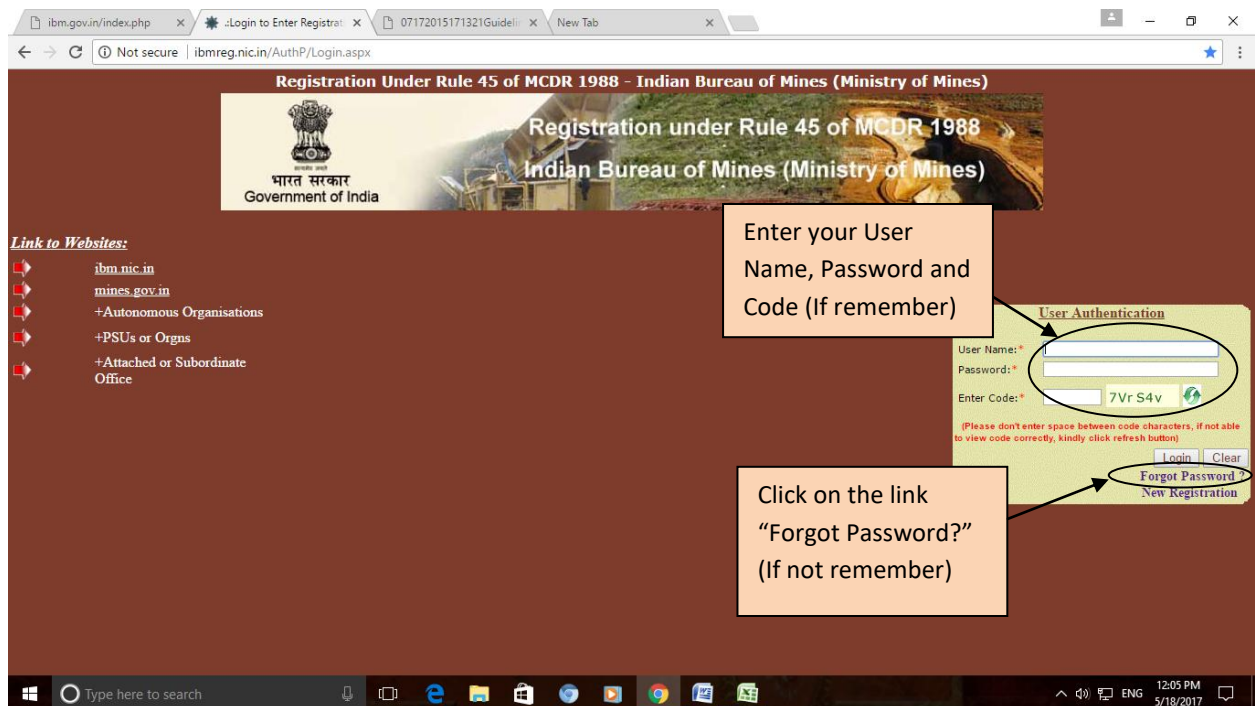 ibm.gov.in/index.php
.:Login to Enter Registrat
07172015171321Guidelin
New Tab
Not secure | ibmreg.nic.in/AuthP/Login.aspx
Registration Under Rule 45 of MCDR 1988 - Indian Bureau of Mines (Ministry of Mines)
Registration under Rule 45 of MCDR 1988
Indian Bureau of Mines (Ministry of Mines)
भारत सरकार
Government of India
Link to Websites:
ibm.nic.in
mines.gov.in
+Autonomous Organisations
+PSUs or Orgns
+Attached or Subordinate
Office
Enter your User
Name, Password and
Code (If remember)
User Authentication
User Name:*
Password:*
Enter Code:*
7Vr S4v
(Please don't enter space between code characters, if not able
to view code correctly, kindly click refresh button)
Login Clear
Forgot Password ?
New Registration
Click on the link
“Forgot Password?”
(If not remember)
Type here to search
ENG
12:05 PM
5/18/2017